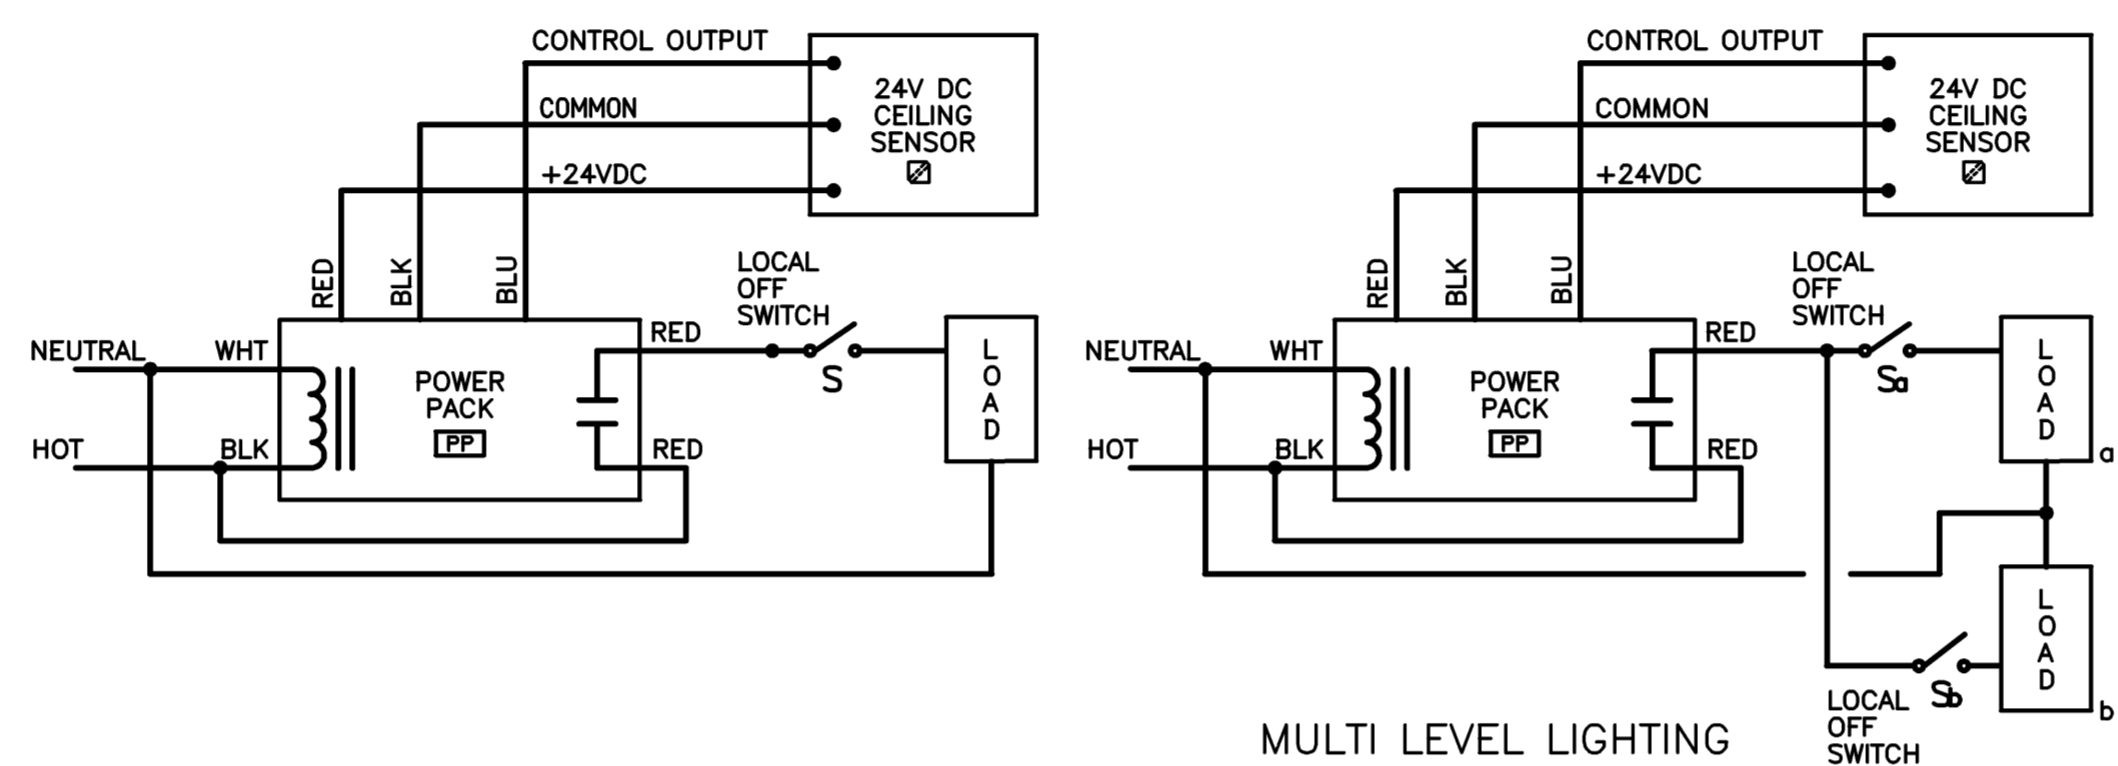 CONTROL OUTPUT
COMMON
+24VDC
24V DC
CEILING
SENSOR
RED
BLK
BLU
LOCAL
OFF
SWITCH
NEUTRAL
WHT
HOT
BLK
POWER
PACK
PP
RED
RED
S
LOAD
CONTROL OUTPUT
COMMON
+24VDC
24V DC
CEILING
SENSOR
RED
BLK
BLU
LOCAL
OFF
SWITCH
NEUTRAL
WHT
HOT
BLK
POWER
PACK
PP
RED
RED
Sa
LOAD
a
LOAD
b
Sb
LOCAL
OFF
SWITCH
MULTI LEVEL LIGHTING